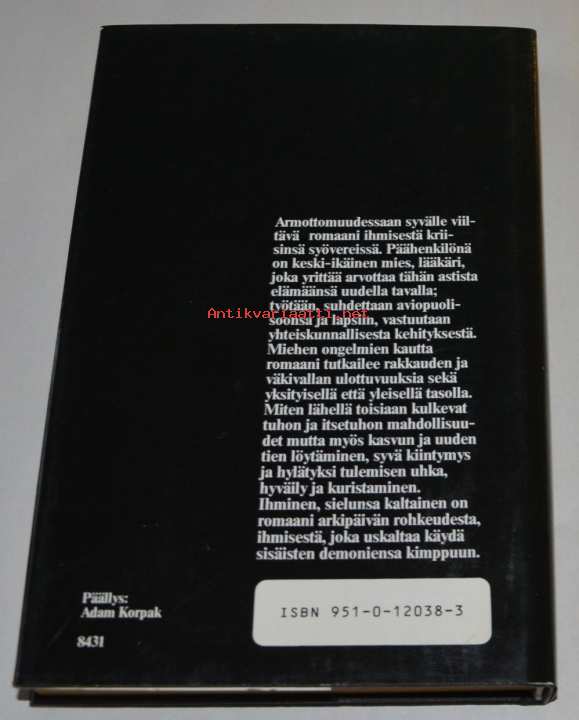 Armottomuudessaan syvälle viil-
tävä romaani ihmisestä krii-
sinsä syövereissä. Päähenkilönä
on keski-ikäinen mies, lääkäri,
joka yrittää arvottaa tähän astista
elämäänsä uudella tavalla;
työtään, suhdettaan aviopuoli-
Antikvariaatti.net
soonsa ja lapsiin, vastuutaan
yhteiskunnallisesta kehityksestä.
Miehen ongelmien kautta
romaani tutkailee rakkauden ja
väkivallan ulottuvuuksia sekä
yksityisellä että yleisellä tasolla.
Miten lähellä toisiaan kulkevat
tuhon ja itsetuhon mahdollisuu-
det mutta myös kasvun ja uuden
tien löytäminen, syvä kiintymys
ja hylätyksi tulemisen uhka,
hyväily ja kuristaminen.
Ihminen, sielunsa kaltainen on
romaani arkipäivän rohkeudesta,
ihmisestä, joka uskaltaa käydä
sisäisten demoniensa kimppuun.
Päällys:
Adam Korpak
8431
ISBN 951-0-12038-3